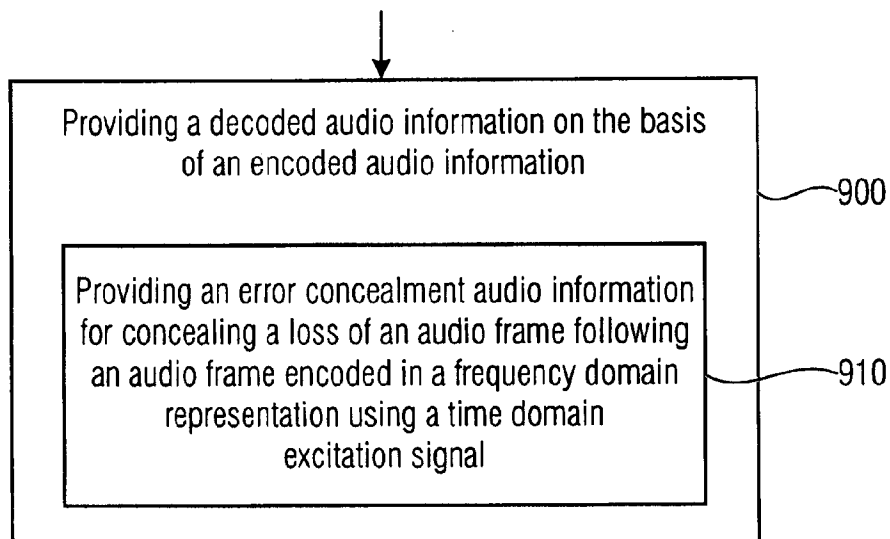 Providing a decoded audio information on the basis
of an encoded audio information
900
Providing an error concealment audio information
for concealing a loss of an audio frame following
an audio frame encoded in a frequency domain
representation using a time domain
excitation signal
910